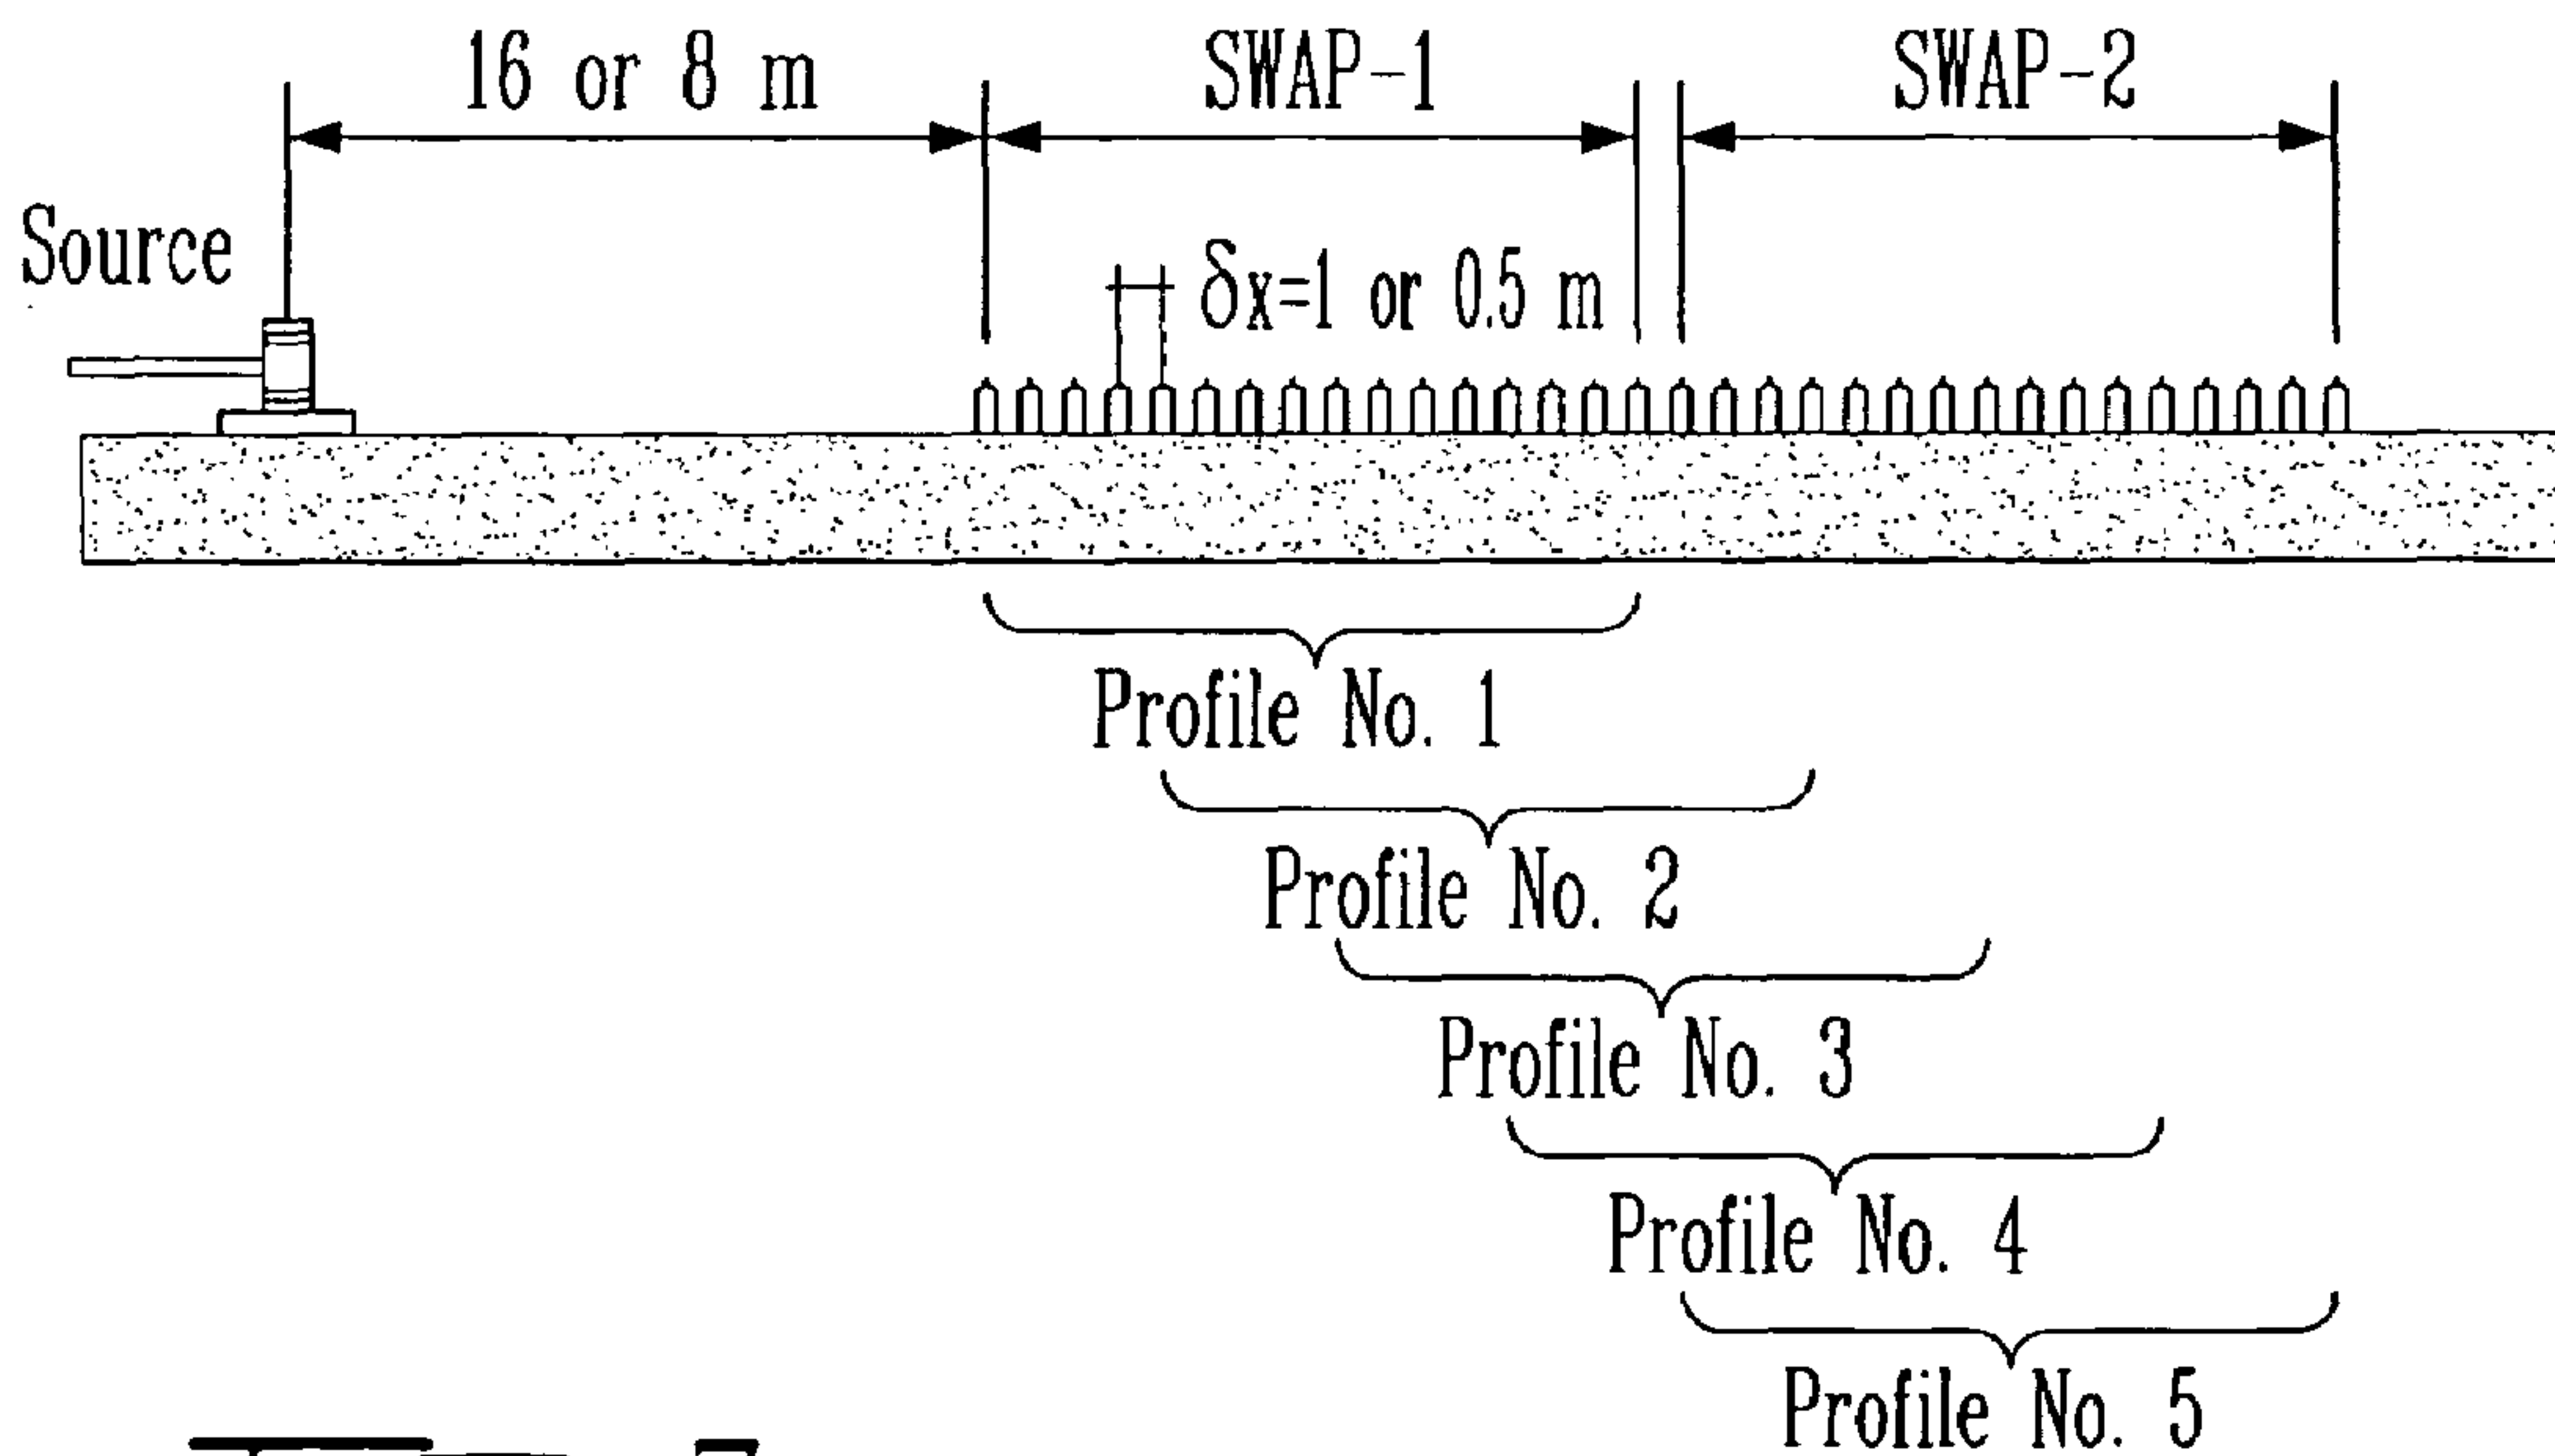 16 or 8 m
SWAP-1
SWAP-2
Source
δx=1 or 0.5 m
Profile No. 1
Profile No. 2
Profile No. 3
Profile No. 4
Profile No. 5